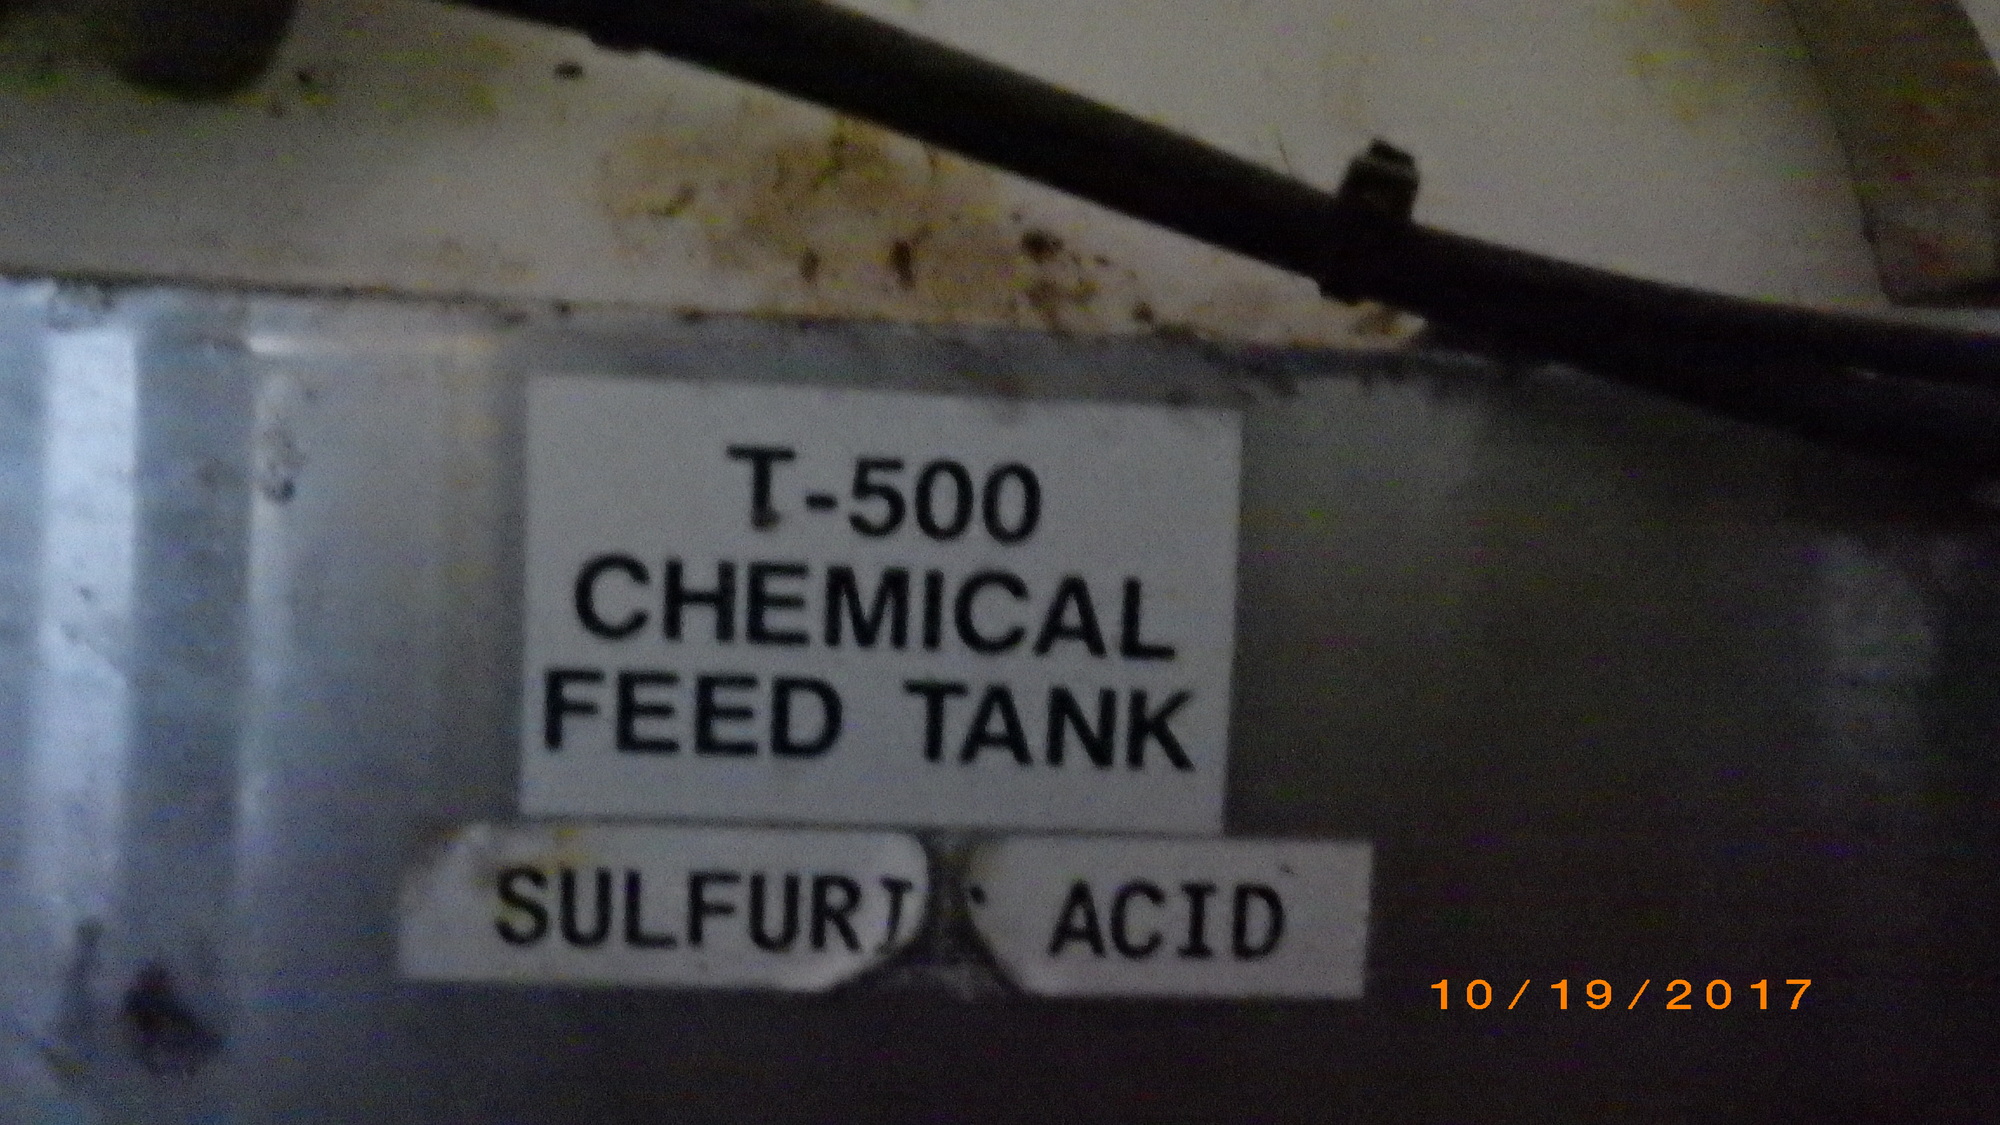 T-500
CHEMICAL
FEED TANK
SULFURI ACID
10/19/2017